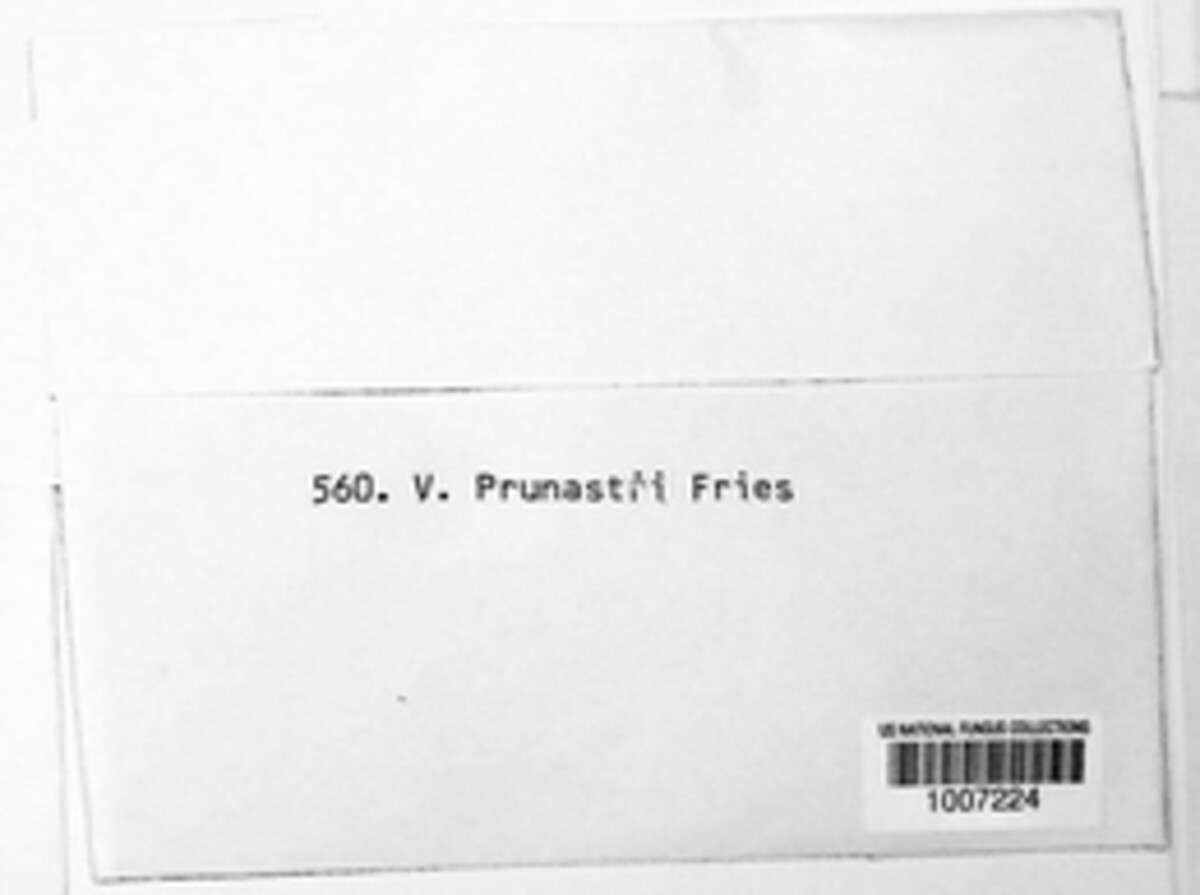 560. V. Prunastri Fries
US NATIONAL FUNGUS COLLECTIONS
1007224